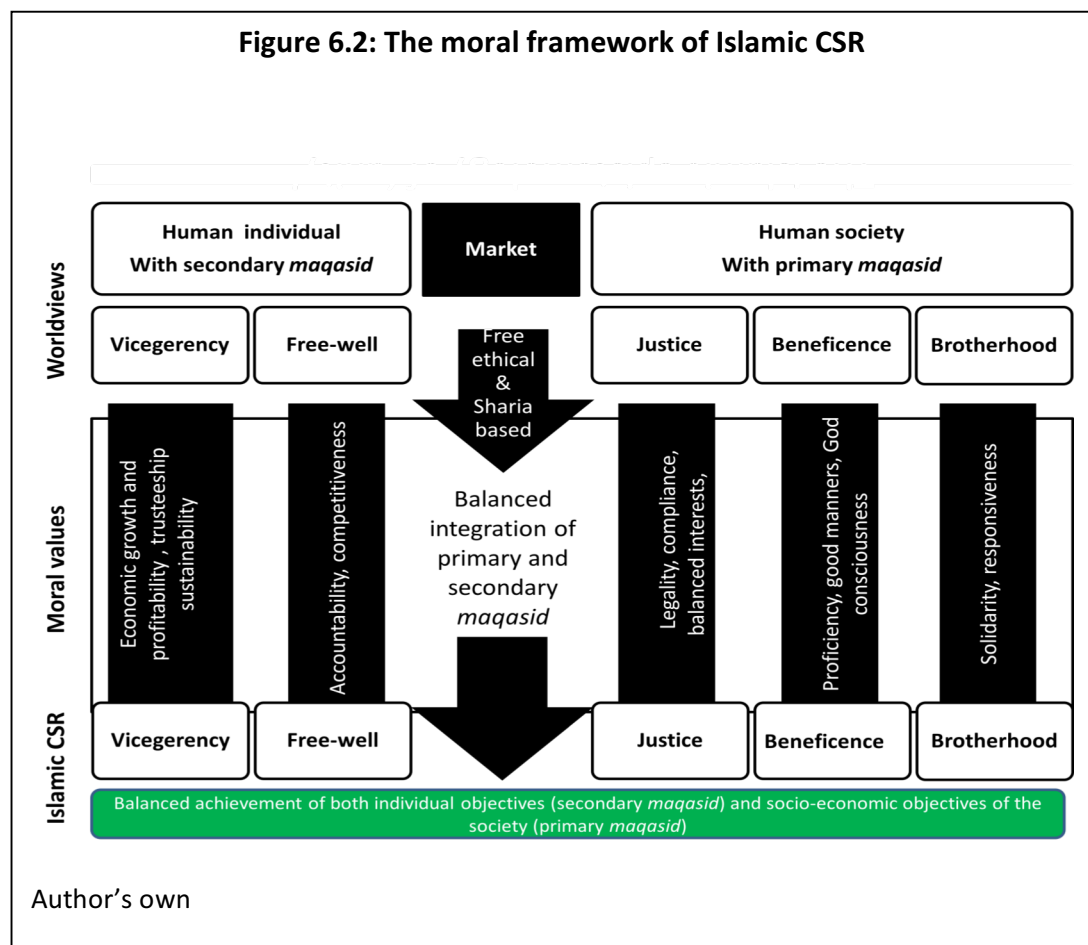 Figure 6.2: The moral framework of Islamic CSR
Worldviews
Human individual
With secondary maqasid
Market
Human society
With primary maqasid
Vicegerency
Free-well
Free
ethical
&
Sharia
based
Justice
Beneficence
Brotherhood
Moral values
Economic growth and
profitability , trusteeship
sustainability
Accountability, competitiveness
Balanced
integration of
primary and
secondary
maqasid
Legality, compliance,
balanced interests,
Proficiency, good manners, God
consciousness
Solidarity, responsiveness
Islamic CSR
Vicegerency
Free-well
Justice
Beneficence
Brotherhood
Balanced achievement of both individual objectives (secondary maqasid) and socio-economic objectives of the
society (primary maqasid)
Author’s own